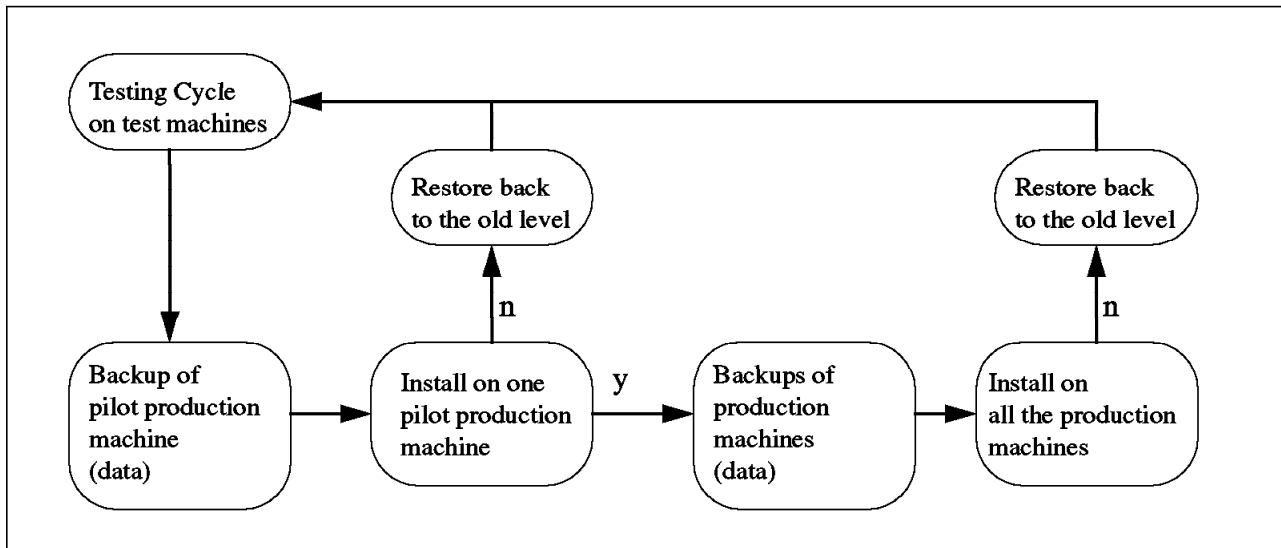 Testing Cycle
on test machines
Restore back
to the old level
Restore back
to the old level
n
n
Backup of
pilot production
machine
(data)
Install on one
pilot production
machine
y
Backups of
production
machines
(data)
Install on
all the production
machines